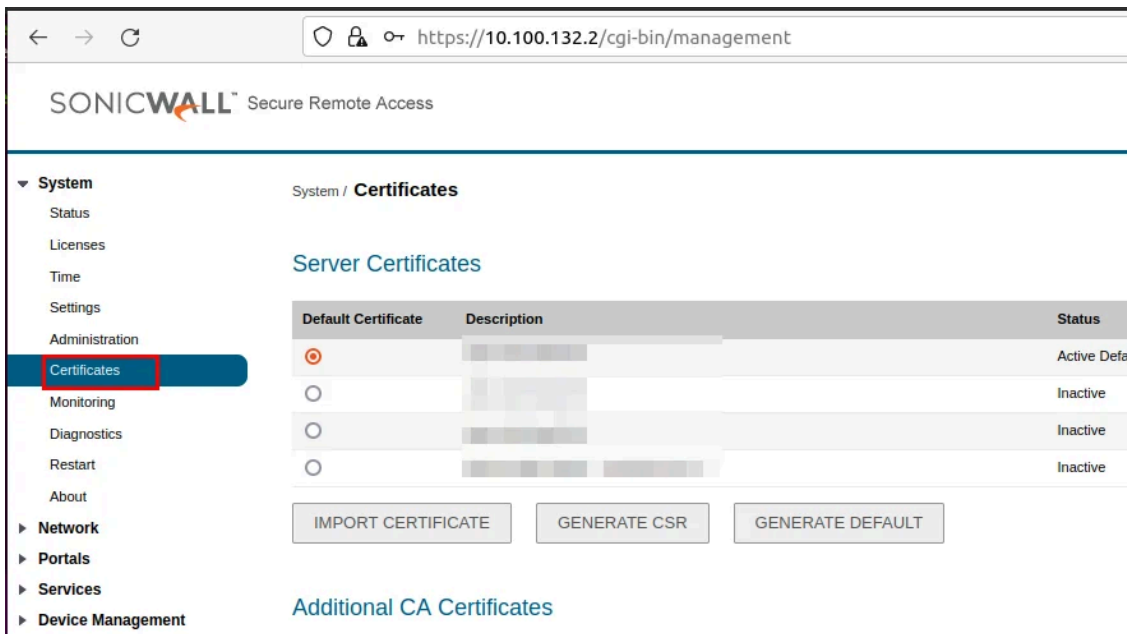 https://10.100.132.2/cgi-bin/management
SONICWALL™ Secure Remote Access
System
Status
Licenses
Time
Settings
Administration
Certificates
Monitoring
Diagnostics
Restart
About
Network
Portals
Services
Device Management
System / Certificates
Server Certificates
Default Certificate Description Status
Active Defa
Inactive
Inactive
Inactive
IMPORT CERTIFICATE GENERATE CSR GENERATE DEFAULT
Additional CA Certificates